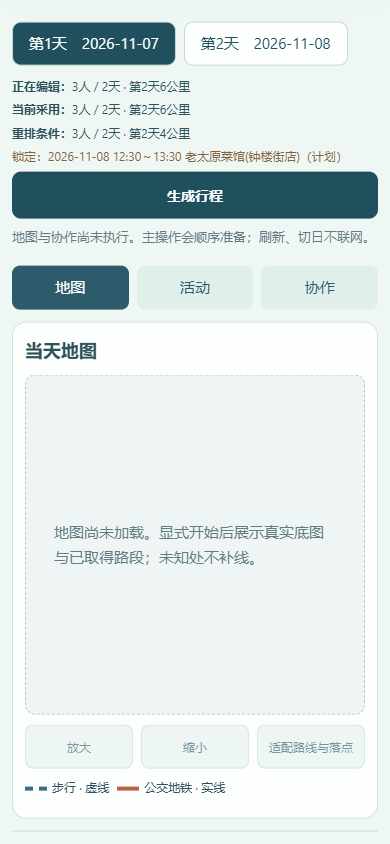 第1天 2026-11-07 第2天 2026-11-08
正在编辑：3人 / 2天 · 第2天6公里
当前采用：3人 / 2天 · 第2天6公里
重排条件：3人 / 2天 · 第2天4公里
锁定：2026-11-08 12:30～13:30 老太原菜馆(钟楼街店)（计划）
生成行程
地图与协作尚未执行。主操作会顺序准备；刷新、切日不联网。
地图 活动 协作
当天地图
地图尚未加载。显式开始后展示真实底图
与已取得路段；未知处不补线。
放大 缩小 适配路线与落点
步行 · 虚线 公交地铁 · 实线